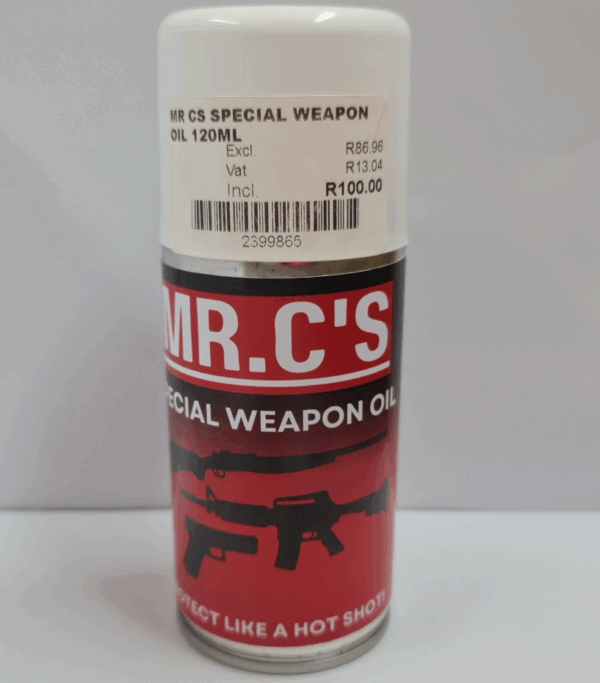 MR CS SPECIAL WEAPON
OIL 120ML
Excl R86.96
Vat R13.04
Incl. R100.00
2399865
MR.C'S
SPECIAL WEAPON OIL
PROTECT LIKE A HOT SHOT!